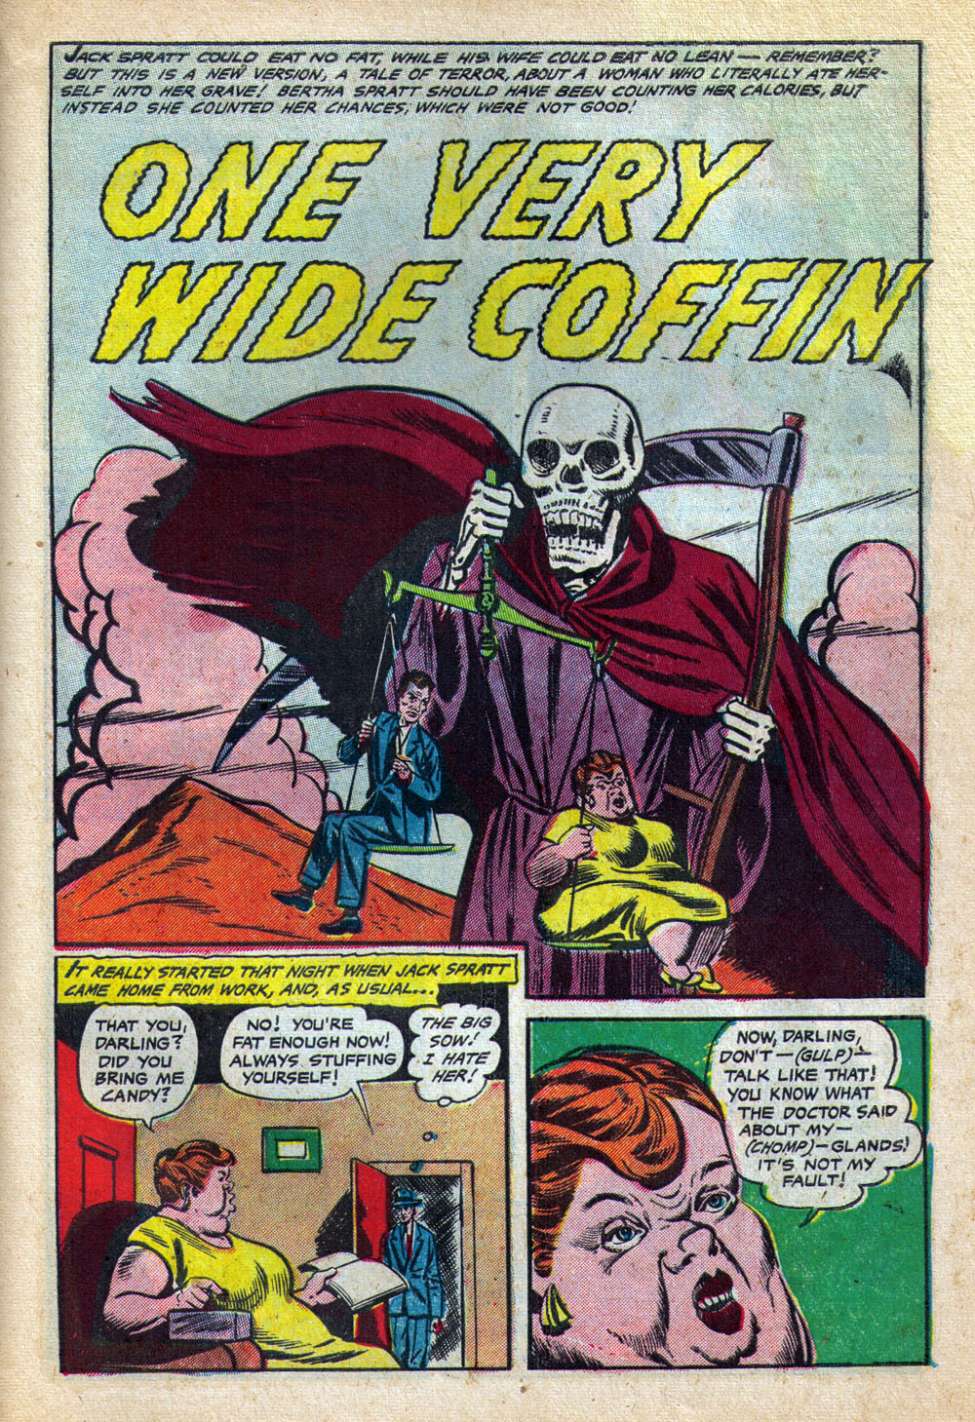 JACK SPRATT COULD EAT NO FAT, WHILE HIS WIFE COULD EAT NO LEAN — REMEMBER?
BUT THIS IS A NEW VERSION, A TALE OF TERROR, ABOUT A WOMAN WHO LITERALLY ATE HER-
SELF INTO HER GRAVE! BERTHA SPRATT SHOULD HAVE BEEN COUNTING HER CALORIES, BUT
INSTEAD SHE COUNTED HER CHANCES, WHICH WERE NOT GOOD!
ONE VERY
WIDE COFFIN
IT REALLY STARTED THAT NIGHT WHEN JACK SPRATT
CAME HOME FROM WORK, AND, AS USUAL...
THAT YOU,
DARLING?
DID YOU
BRING ME
CANDY?
NO! YOU'RE
FAT ENOUGH NOW!
ALWAYS STUFFING
YOURSELF!
THE BIG
SOW!
I HATE
HER!
NOW, DARLING,
DON'T—(GULP)—
TALK LIKE THAT!
YOU KNOW WHAT
THE DOCTOR SAID
ABOUT MY—
(CHOMP)—GLANDS!
IT'S NOT MY
FAULT!